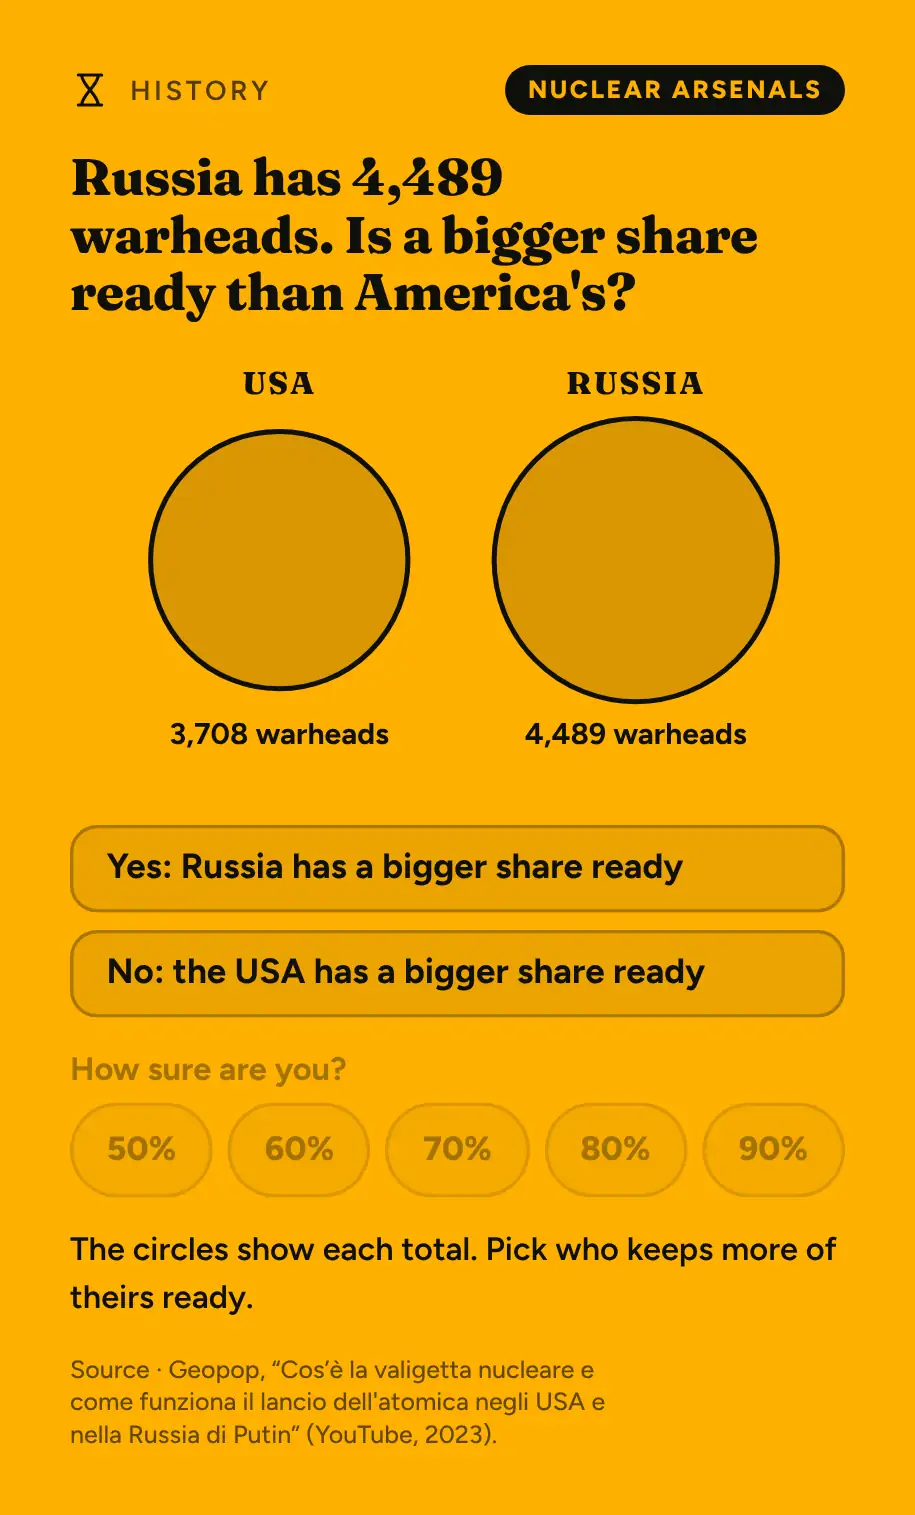 HISTORY
NUCLEAR ARSENALS
Russia has 4,489
warheads. Is a bigger share
ready than America's?
USA
RUSSIA
3,708 warheads
4,489 warheads
Yes: Russia has a bigger share ready
No: the USA has a bigger share ready
How sure are you?
50%
60%
70%
80%
90%
The circles show each total. Pick who keeps more of
theirs ready.
Source · Geopop, “Cos’è la valigetta nucleare e
come funziona il lancio dell'atomica negli USA e
nella Russia di Putin” (YouTube, 2023).